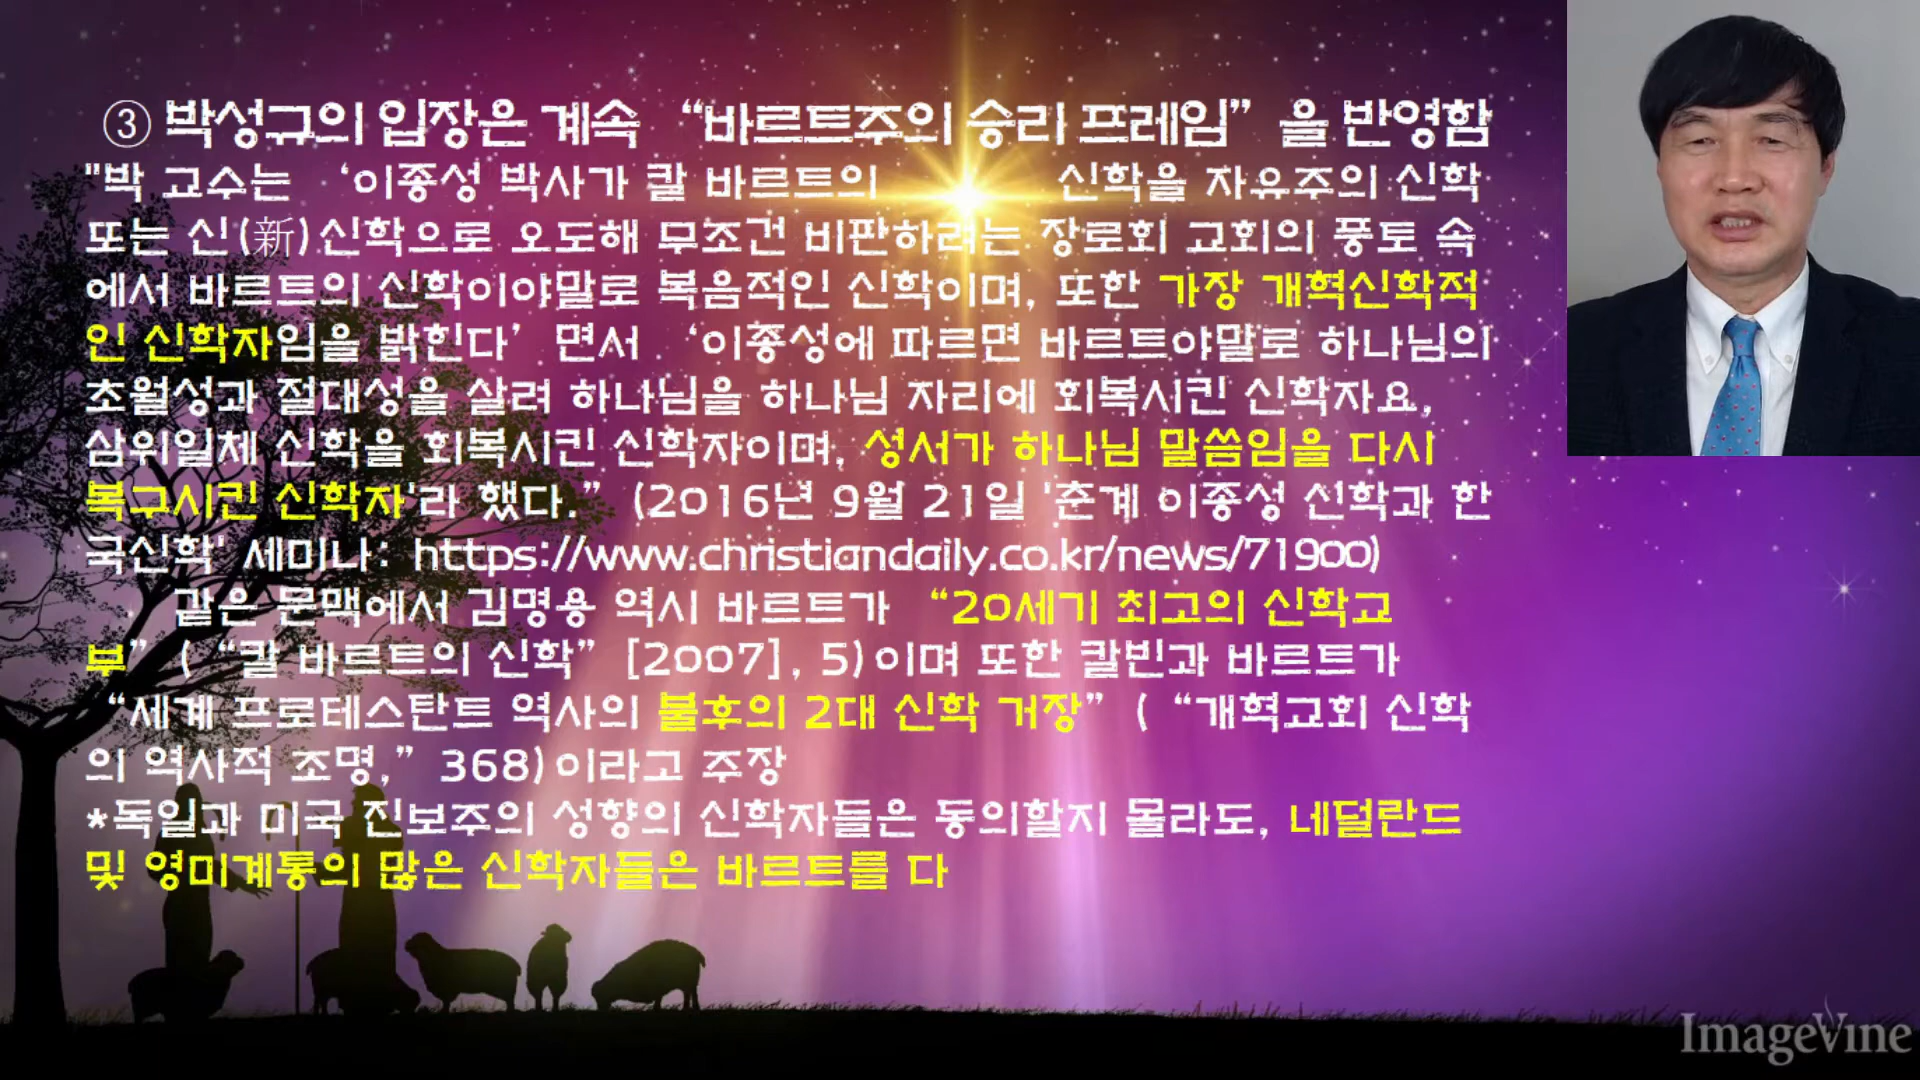 ③ 박성규의 입장은 계속 “바르트주의 승리 프레임” 을 반영함
"박 교수는 ‘이종성 박사가 칼 바르트의 신학을 자유주의 신학
또는 신(新)신학으로 오도해 무조건 비판하려는 장로회 교회의 풍토 속
에서 바르트의 신학이야말로 복음적인 신학이며, 또한 가장 개혁신학적
인 신학자임을 밝힌다’ 면서 ‘이종성에 따르면 바르트야말로 하나님의
초월성과 절대성을 살려 하나님을 하나님 자리에 회복시킨 신학자요,
삼위일체 신학을 회복시킨 신학자이며, 성서가 하나님 말씀임을 다시
복구시킨 신학자'라 했다.” (2016년 9월 21일 '춘계 이종성 신학과 한
국신학' 세미나: https://www.christiandaily.co.kr/news/71900)
같은 문맥에서 김명용 역시 바르트가 “20세기 최고의 신학교
부” (“칼 바르트의 신학” [2007], 5)이며 또한 칼빈과 바르트가
“세계 프로테스탄트 역사의 불후의 2대 신학 거장” (“개혁교회 신학
의 역사적 조명,” 368)이라고 주장
*독일과 미국 진보주의 성향의 신학자들은 동의할지 몰라도, 네덜란드
및 영미계통의 많은 신학자들은 바르트를 다
ImageVine